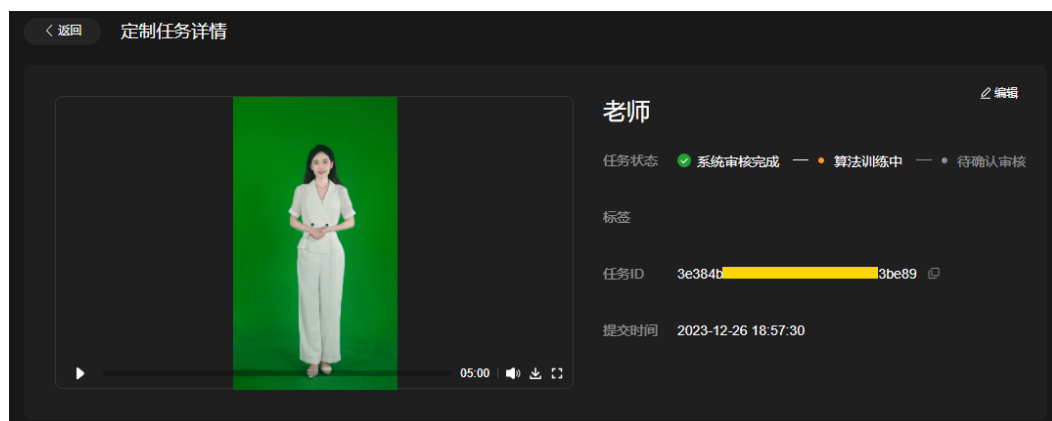 返回 定制任务详情
编辑
老师
任务状态 系统审核完成 算法训练中 待确认审核
标签
任务ID 3e384b 3be89
提交时间 2023-12-26 18:57:30
05:00